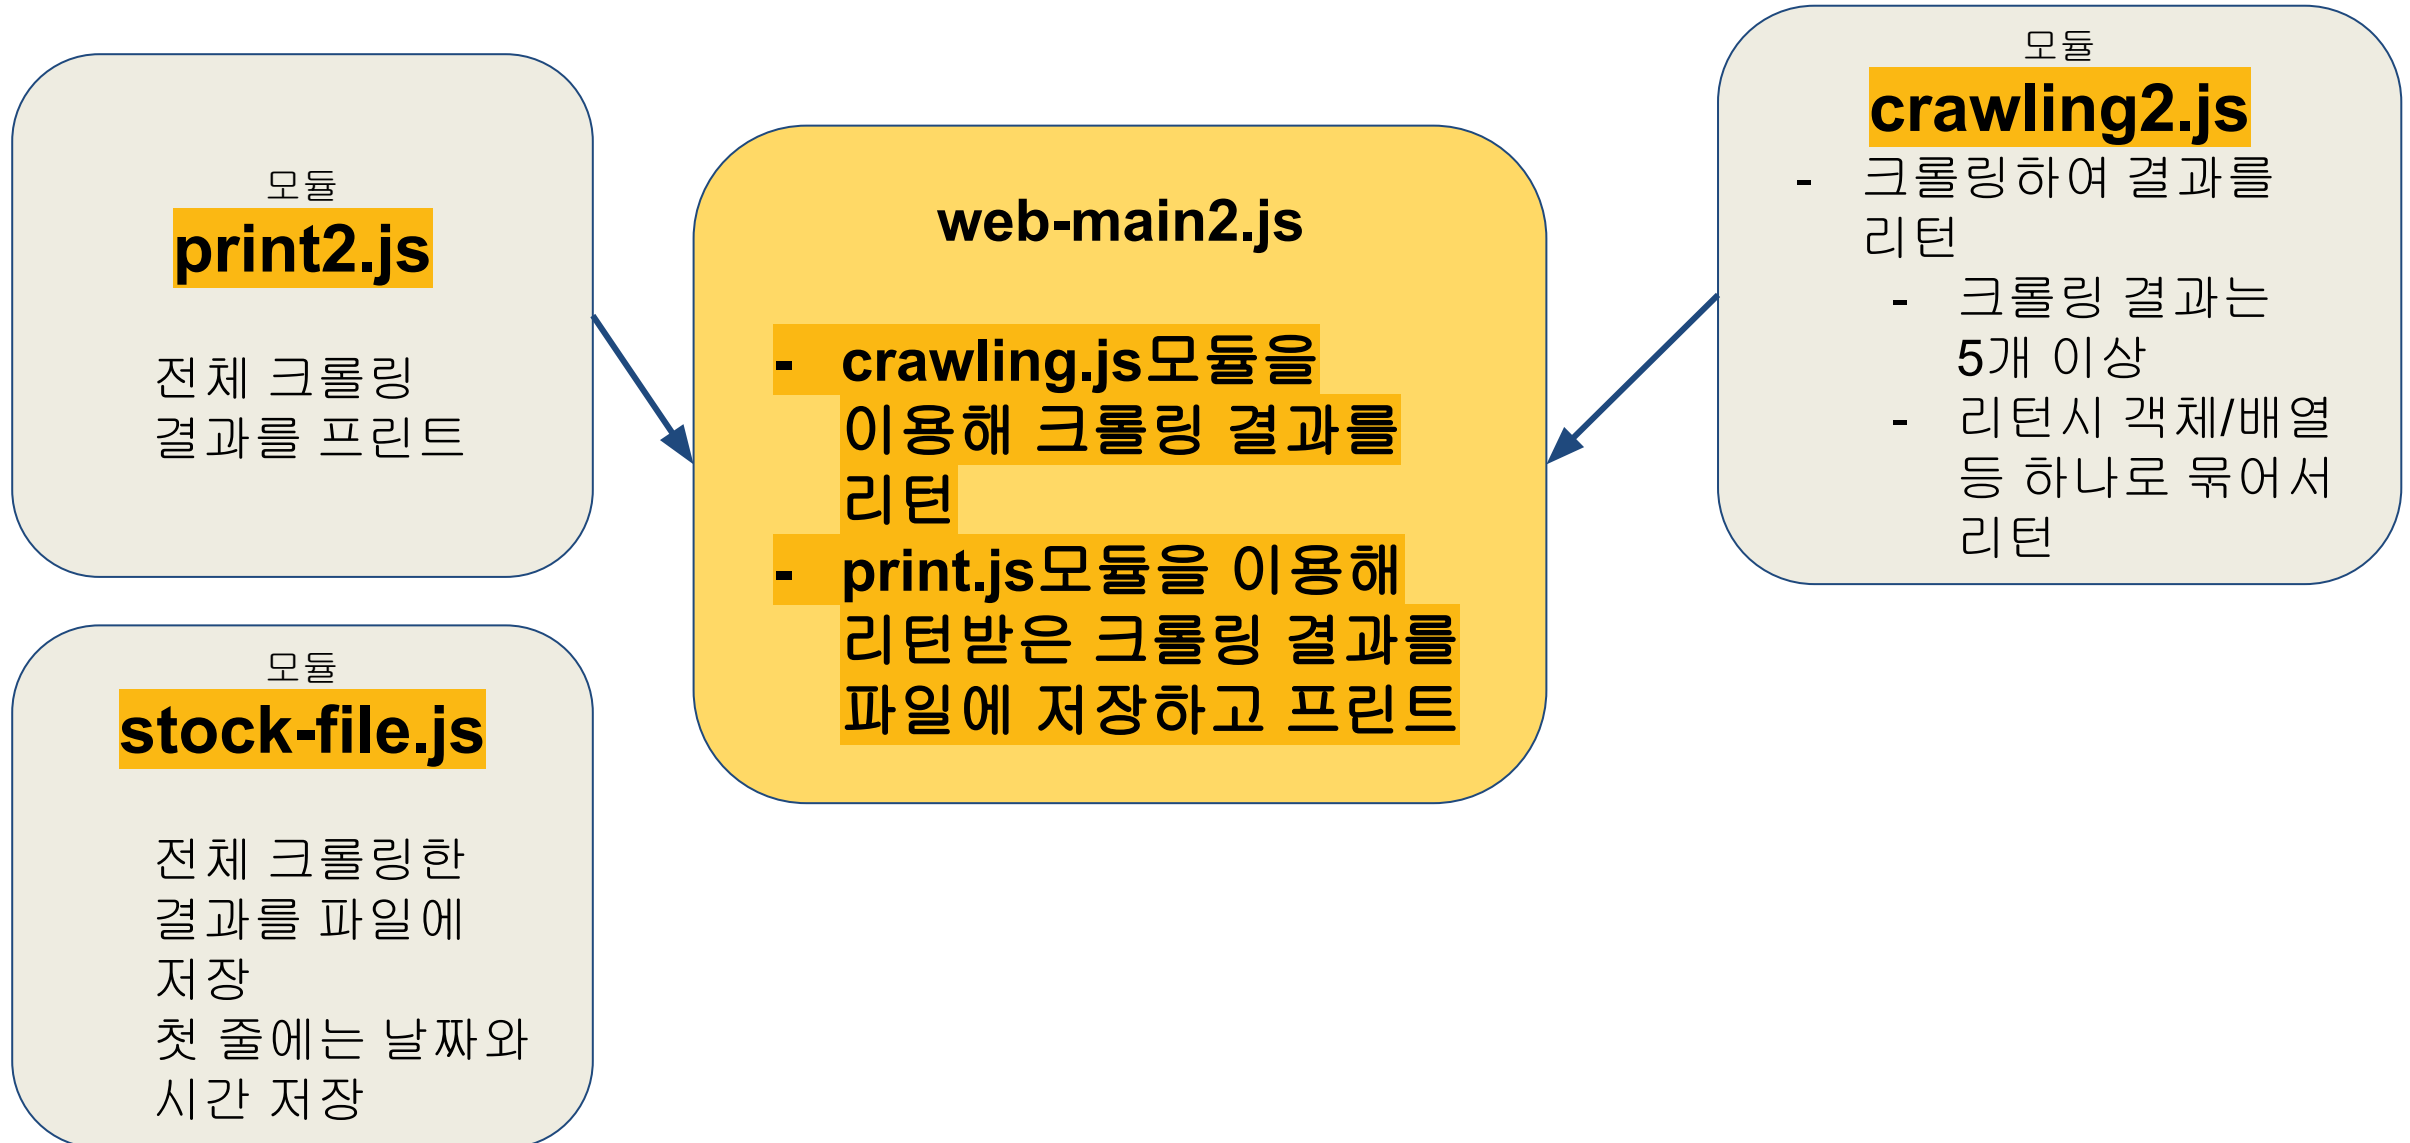 모듈
print2.js
전체 크롤링
결과를 프린트
모듈
stock-file.js
전체 크롤링한
결과를 파일에
저장
첫 줄에는 날짜와
시간 저장
web-main2.js
- crawling.js모듈을
이용해 크롤링 결과를
리턴
- print.js모듈을 이용해
리턴받은 크롤링 결과를
파일에 저장하고 프린트
모듈
crawling2.js
- 크롤링하여 결과를
리턴
- 크롤링 결과는
5개 이상
- 리턴시 객체/배열
등 하나로 묶어서
리턴